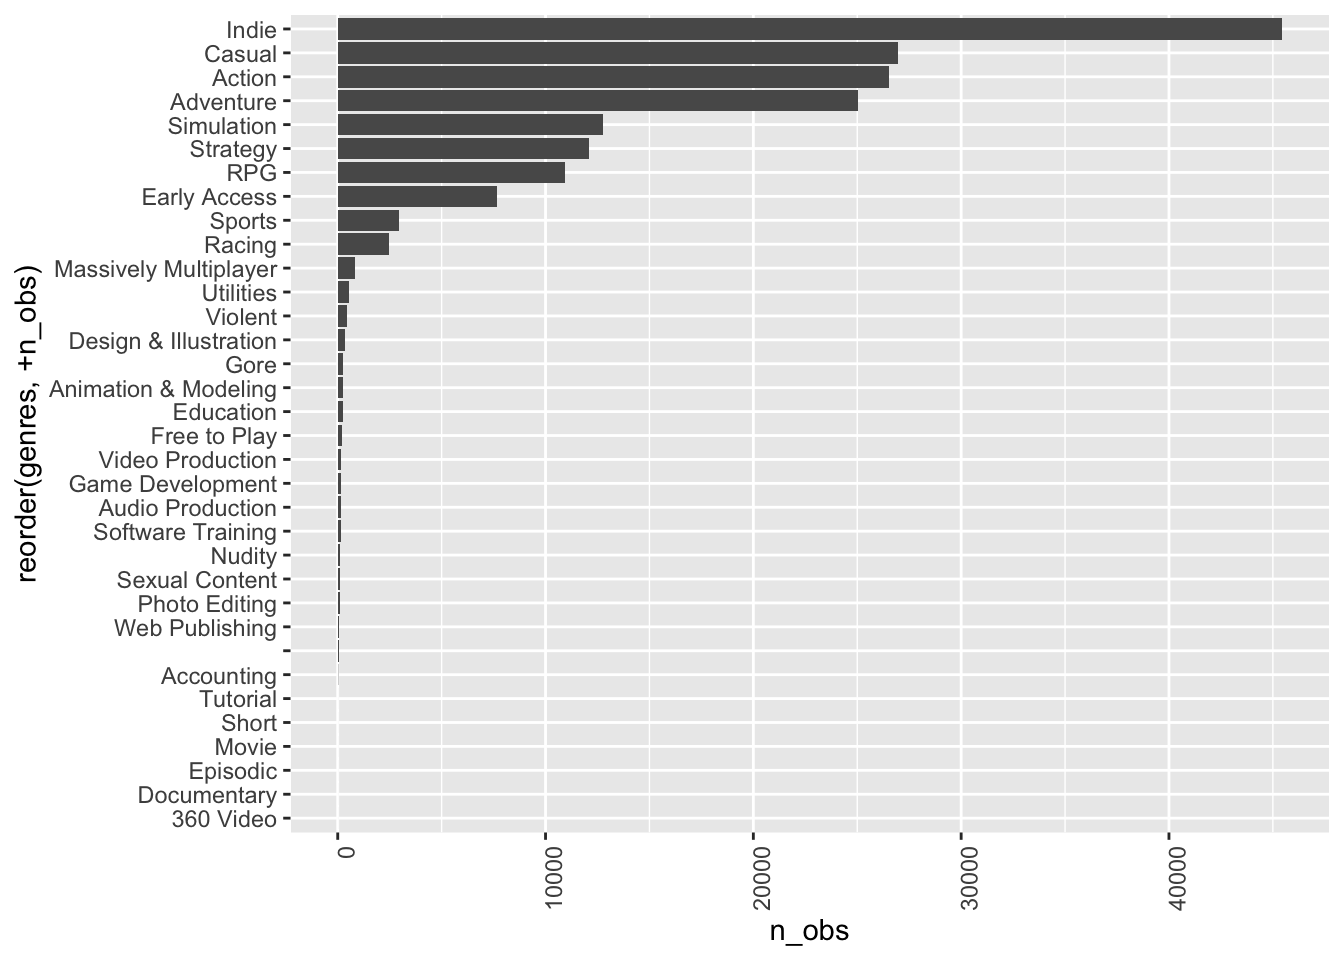 Indie
Casual
Action
Adventure
Simulation
Strategy
RPG
Early Access
Sports
Racing
Massively Multiplayer
Utilities
Violent
Design & Illustration
Gore
Animation & Modeling
Education
Free to Play
Video Production
Game Development
Audio Production
Software Training
Nudity
Sexual Content
Photo Editing
Web Publishing
Accounting
Tutorial
Short
Movie
Episodic
Documentary
360 Video
reorder(genres, +n_obs)
0
10000
20000
30000
40000
n_obs